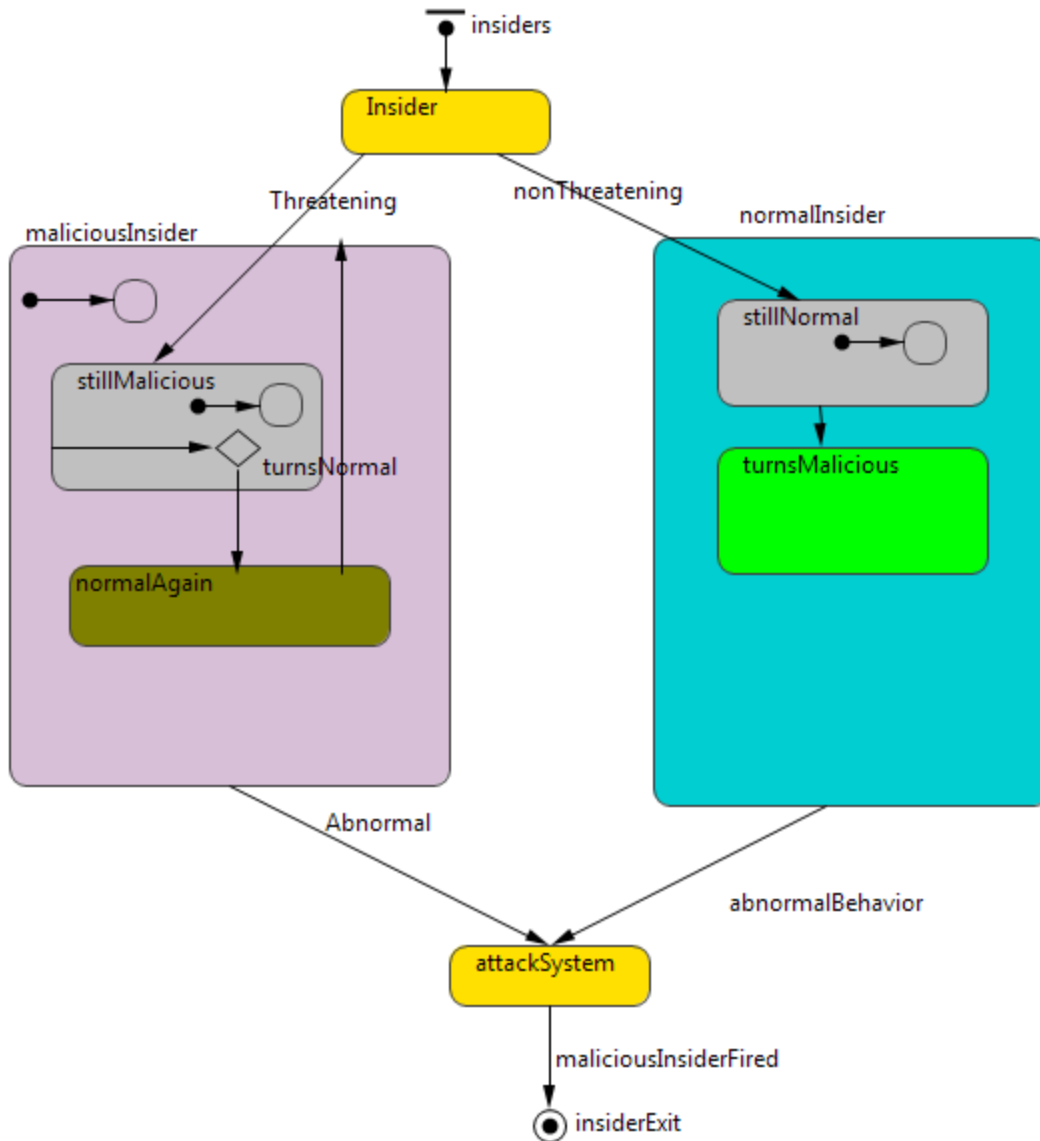 insiders
Insider
Threatening
nonThreatening
normalInsider
maliciousInsider
stillNormal
stillMalicious
turnsNormal
turnsMalicious
normalAgain
Abnormal
abnormalBehavior
attackSystem
maliciousInsiderFired
insiderExit